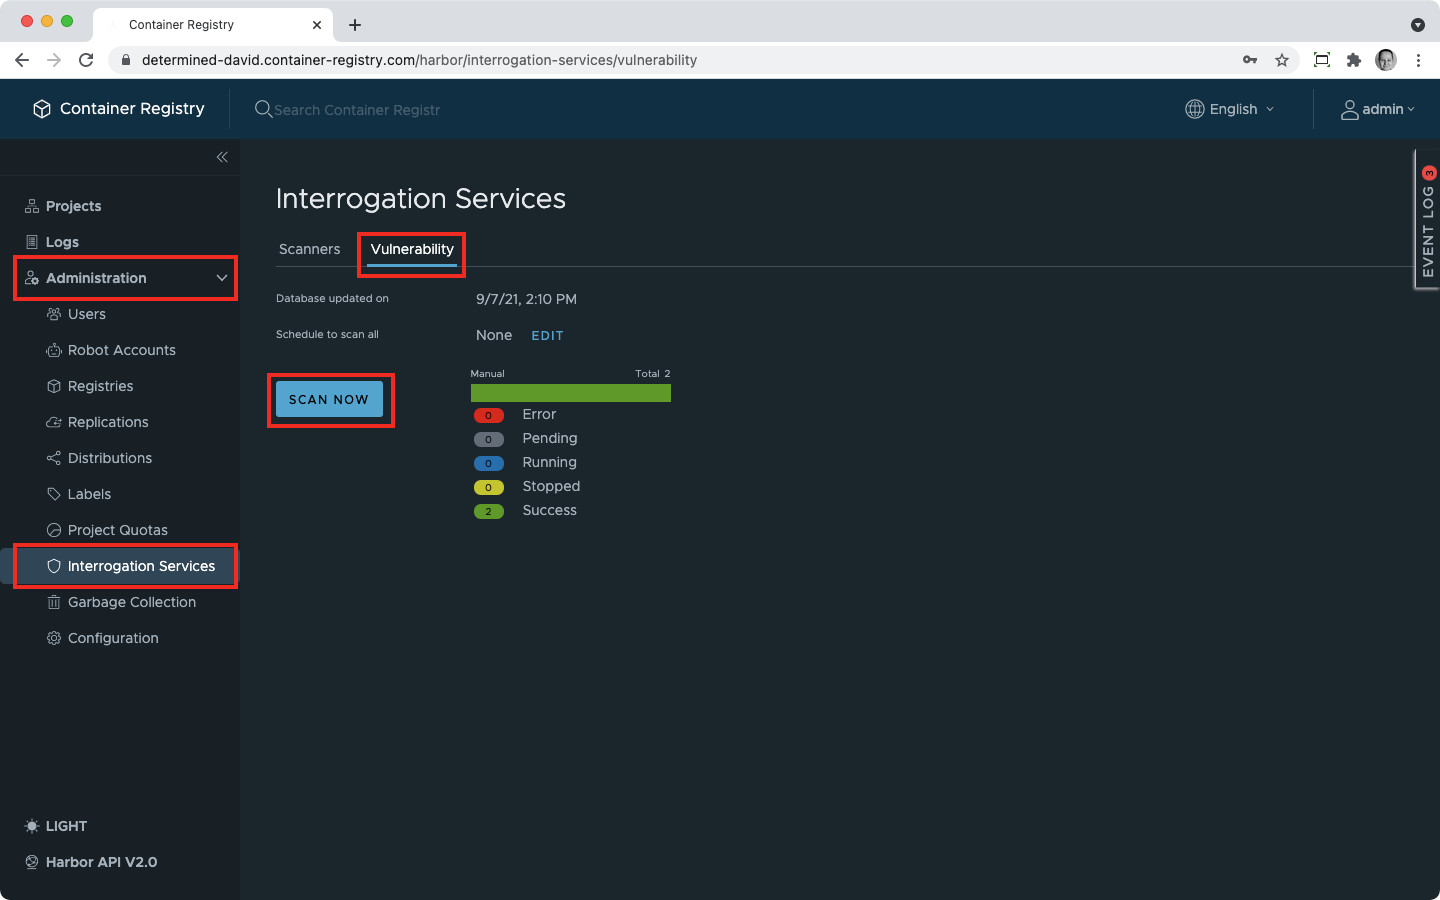 Container Registry
determined-david.container-registry.com/harbor/interrogation-services/vulnerability
Container Registry
Search Container Registr
English
admin
Projects
Logs
Administration
Users
Robot Accounts
Registries
Replications
Distributions
Labels
Project Quotas
Interrogation Services
Garbage Collection
Configuration
LIGHT
Harbor API V2.0
Interrogation Services
Scanners
Vulnerability
Database updated on
9/7/21, 2:10 PM
Schedule to scan all
None
EDIT
SCAN NOW
Manual
Total 2
0 Error
0 Pending
0 Running
0 Stopped
2 Success
EVENT LOG 3